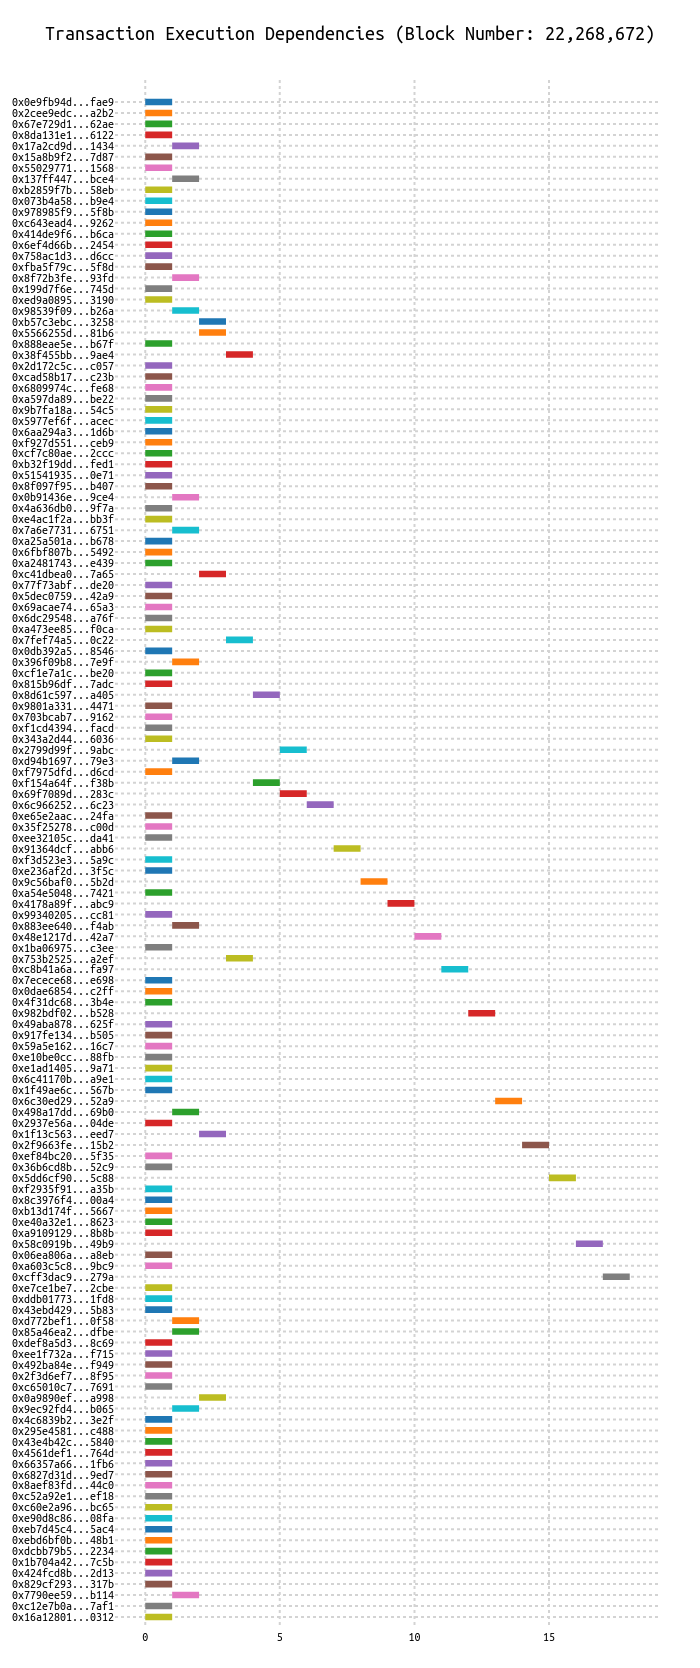 Transaction Execution Dependencies (Block Number: 22,268,672)
0x0e9fb94d...fae9
0x2cee9edc...a2b2
0x67e729d1...62ae
0x8da131e1...6122
0x17a2cd9d...1434
0x15a8b9f2...7d87
0x55029771...1568
0x137ff447...bce4
0xb2859f7b...58eb
0x073b4a58...b9e4
0x978985f9...5f8b
0xc643ead4...9262
0x414de9f6...b6ca
0x6ef4d66b...2454
0x758ac1d3...d6cc
0xfba5f79c...5f8d
0x8f72b3fe...93fd
0x199d7f6e...745d
0xed9a0895...3190
0x98539f09...b26a
0xb57c3ebc...3258
0x5566255d...81b6
0x888eae5e...b67f
0x38f455bb...9ae4
0x2d172c5c...c057
0xcad58b17...c23b
0x6809974c...fe68
0xa597da89...be22
0x9b7fa18a...54c5
0x5977ef6f...acec
0x6aa294a3...1d6b
0xf927d551...ceb9
0xcf7c80ae...2ccc
0xb32f19dd...fed1
0x51541935...0e71
0x8f097f95...b407
0x0b91436e...9ce4
0x4a636db0...9f7a
0xe4ac1f2a...bb3f
0x7a6e7731...6751
0xa25a501a...b678
0x6fbf807b...5492
0xa2481743...e439
0xc41dbea0...7a65
0x77f73abf...de20
0x5dec0759...42a9
0x69acae74...65a3
0x6dc29548...a76f
0xa473ee85...f0ca
0x7fef74a5...0c22
0x0db392a5...8546
0x396f09b8...7e9f
0xcf1e7a1c...be20
0x815b96df...7adc
0x8d61c597...a405
0x9801a331...4471
0x703bcab7...9162
0xf1cd4394...facd
0x343a2d44...6036
0x2799d99f...9abc
0xd94b1697...79e3
0xf7975dfd...d6cd
0xf154a64f...f38b
0x69f7089d...283c
0x6c966252...6c23
0xe65e2aac...24fa
0x35f25278...c00d
0xee32105c...da41
0x91364dcf...abb6
0xf3d523e3...5a9c
0xe236af2d...3f5c
0x9c56baf0...5b2d
0xa54e5048...7421
0x4178a89f...abc9
0x99340205...cc81
0x883ee640...f4ab
0x48e1217d...42a7
0x1ba06975...c3ee
0x753b2525...a2ef
0xc8b41a6a...fa97
0x7ecece68...e698
0x0dae6854...c2ff
0x4f31dc68...3b4e
0x982bdf02...b528
0x49aba878...625f
0x917fe134...b505
0x59a5e162...16c7
0xe10be0cc...88fb
0xe1ad1405...9a71
0x6c41170b...a9e1
0x1f49ae6c...567b
0x6c30ed29...52a9
0x498a17dd...69b0
0x2937e56a...04de
0x1f13c563...eed7
0x2f9663fe...15b2
0xef84bc20...5f35
0x36b6cd8b...52c9
0x5dd6cf90...5c88
0xf2935f91...a35b
0x8c3976f4...00a4
0xb13d174f...5667
0xe40a32e1...8623
0xa9109129...8b8b
0x58c0919b...49b9
0x06ea806a...a8eb
0xa603c5c8...9bc9
0xcff3dac9...279a
0xe7ce1be7...2cbe
0xddb01773...1fd8
0x43ebd429...5b83
0xd772bef1...0f58
0x85a46ea2...dfbe
0xdef8a5d3...8c69
0xee1f732a...f715
0x492ba84e...f949
0x2f3d6ef7...8f95
0xc65010c7...7691
0x0a9890ef...a998
0x9ec92fd4...b065
0x4c6839b2...3e2f
0x295e4581...c488
0x43e4b42c...5840
0x4561def1...764d
0x66357a66...1fb6
0x6827d31d...9ed7
0x8aef83fd...44c0
0xc52a92e1...ef18
0xc60e2a96...bc65
0xe90d8c86...08fa
0xeb7d45c4...5ac4
0xebd6bf0b...48b1
0xdcbb79b5...2234
0x1b704a42...7c5b
0x424fcd8b...2d13
0x829cf293...317b
0x7790ee59...b114
0xc12e7b0a...7af1
0x16a12801...0312
0 5 10 15